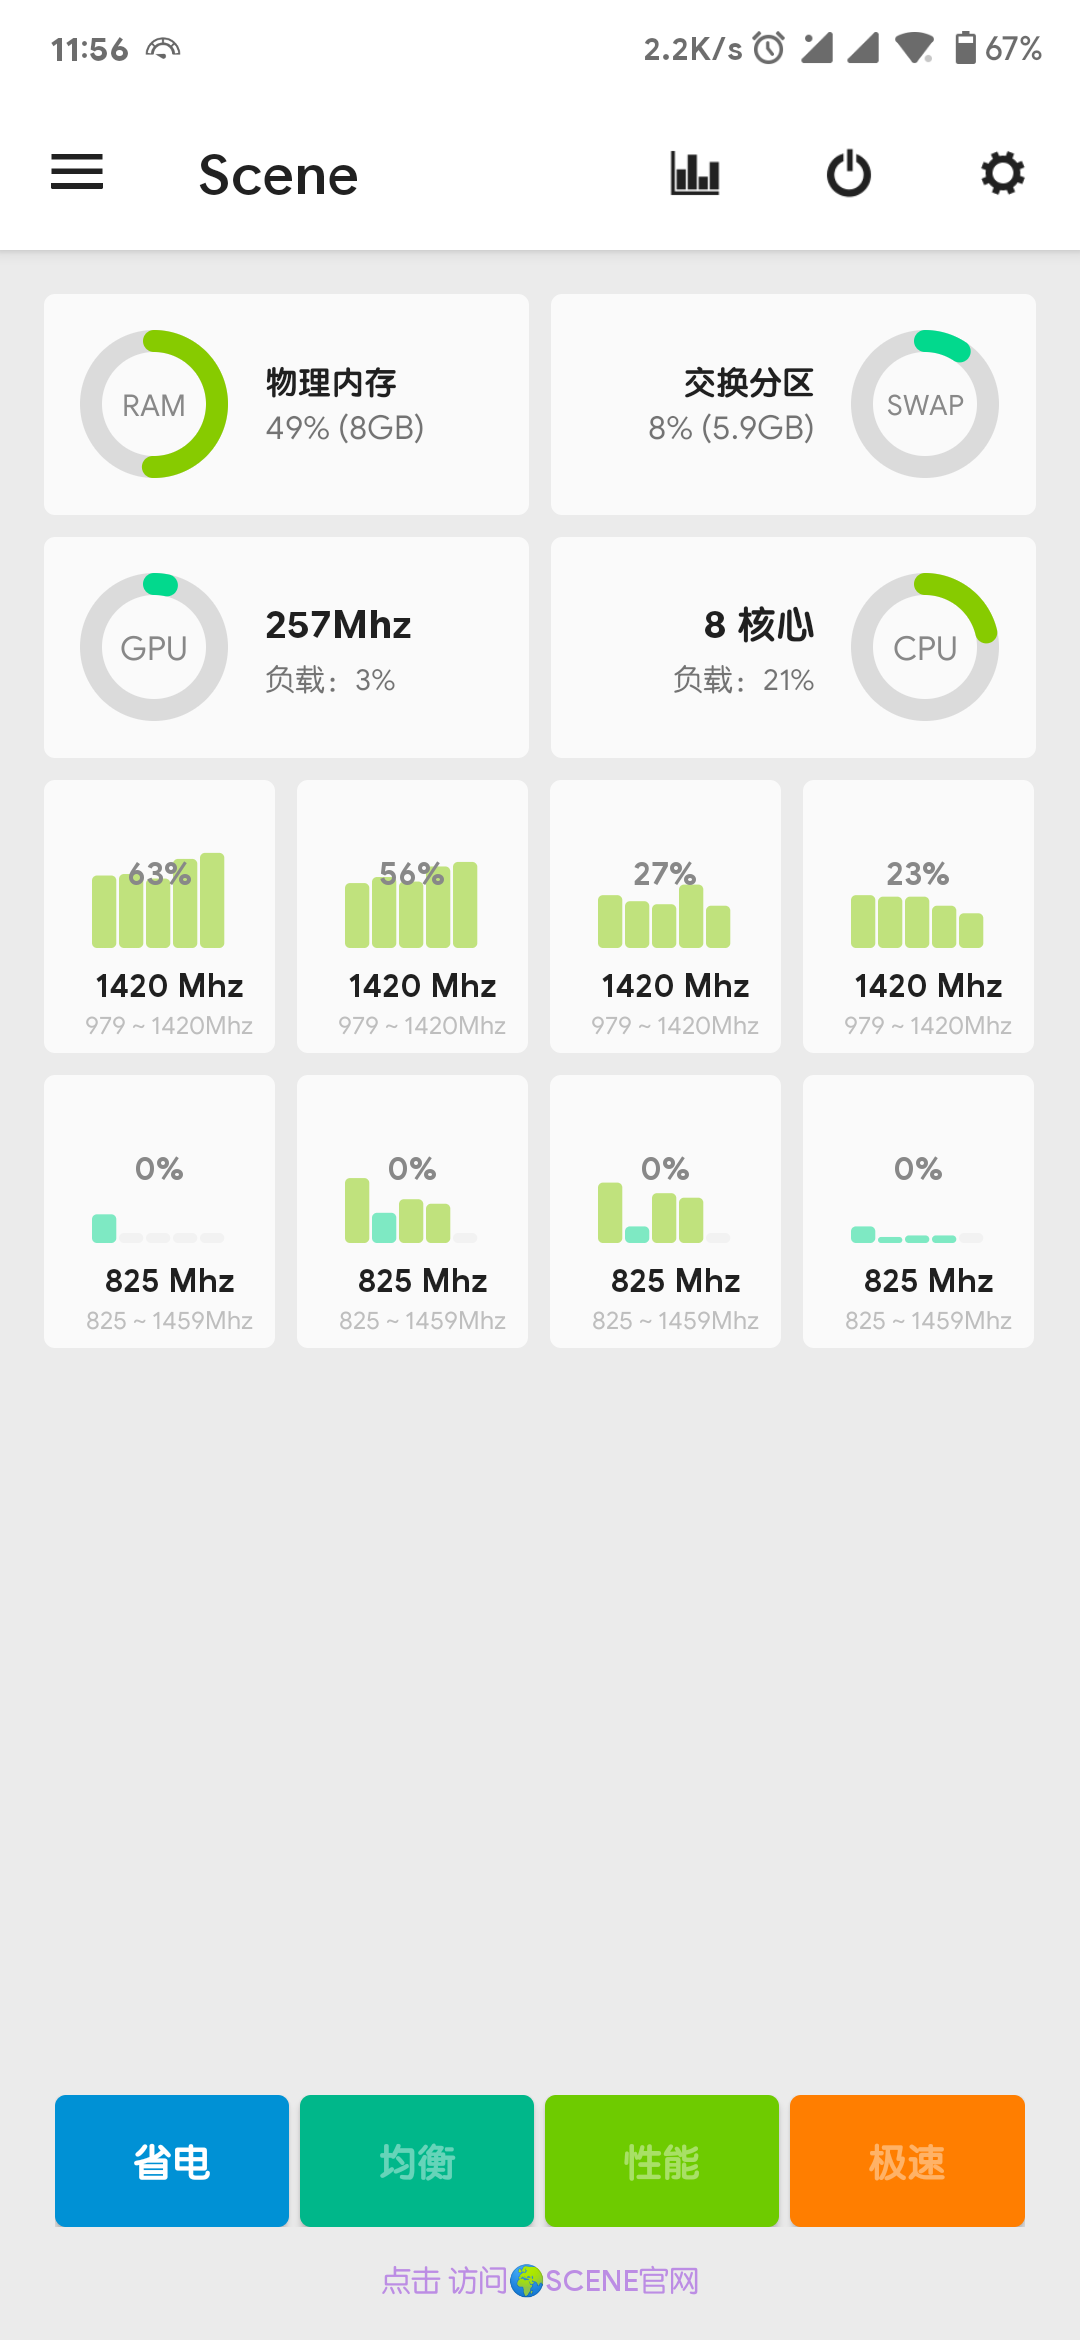 11:56 2.2K/s 67%
Scene
RAM 物理内存 49% (8GB)
交换分区 8% (5.9GB) SWAP
GPU 257Mhz 负载：3%
8 核心 负载：21% CPU
63% 56% 27% 23%
1420 Mhz 1420 Mhz 1420 Mhz 1420 Mhz
979 ~ 1420Mhz 979 ~ 1420Mhz 979 ~ 1420Mhz 979 ~ 1420Mhz
0% 0% 0% 0%
825 Mhz 825 Mhz 825 Mhz 825 Mhz
825 ~ 1459Mhz 825 ~ 1459Mhz 825 ~ 1459Mhz 825 ~ 1459Mhz
省电 均衡 性能 极速
点击 访问🌍SCENE官网